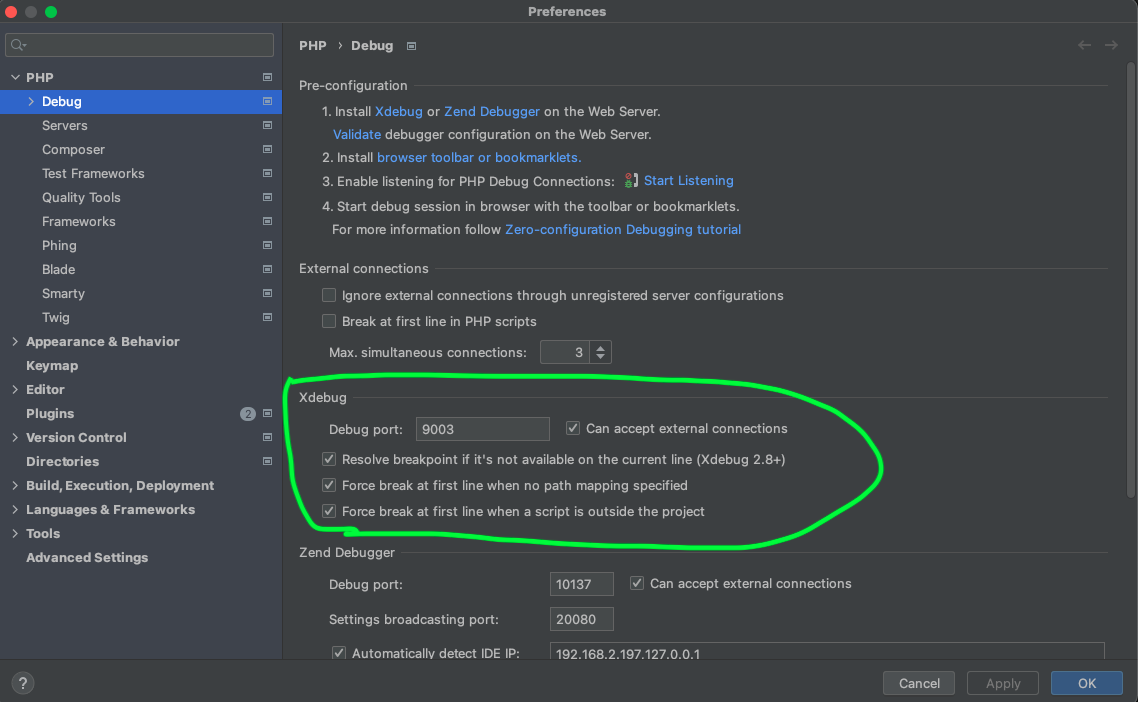 Preferences
PHP
Debug
Servers
Composer
Test Frameworks
Quality Tools
Frameworks
Phing
Blade
Smarty
Twig
Appearance & Behavior
Keymap
Editor
Plugins 2
Version Control
Directories
Build, Execution, Deployment
Languages & Frameworks
Tools
Advanced Settings
PHP › Debug
Pre-configuration
1. Install Xdebug or Zend Debugger on the Web Server.
Validate debugger configuration on the Web Server.
2. Install browser toolbar or bookmarklets.
3. Enable listening for PHP Debug Connections: Start Listening
4. Start debug session in browser with the toolbar or bookmarklets.
For more information follow Zero-configuration Debugging tutorial
External connections
Ignore external connections through unregistered server configurations
Break at first line in PHP scripts
Max. simultaneous connections: 3
Xdebug
Debug port: 9003 Can accept external connections
Resolve breakpoint if it's not available on the current line (Xdebug 2.8+)
Force break at first line when no path mapping specified
Force break at first line when a script is outside the project
Zend Debugger
Debug port: 10137 Can accept external connections
Settings broadcasting port: 20080
Automatically detect IDE IP: 192.168.2.197,127.0.0.1
? Cancel Apply OK